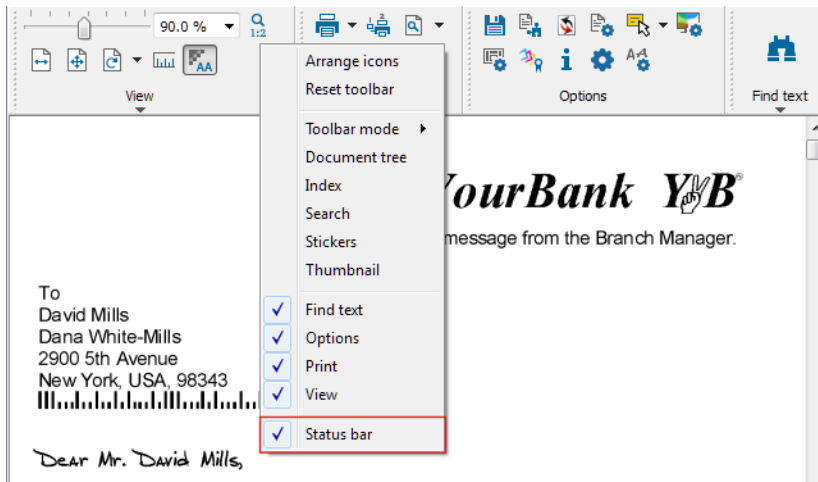 90.0 %
1:2
AA
View
Options
Find text
Arrange icons
Reset toolbar
Toolbar mode
Document tree
Index
Search
Stickers
Thumbnail
Find text
Options
Print
View
Status bar
YourBank YB®
message from the Branch Manager.
To
David Mills
Dana White-Mills
2900 5th Avenue
New York, USA, 98343
Dear Mr. David Mills,